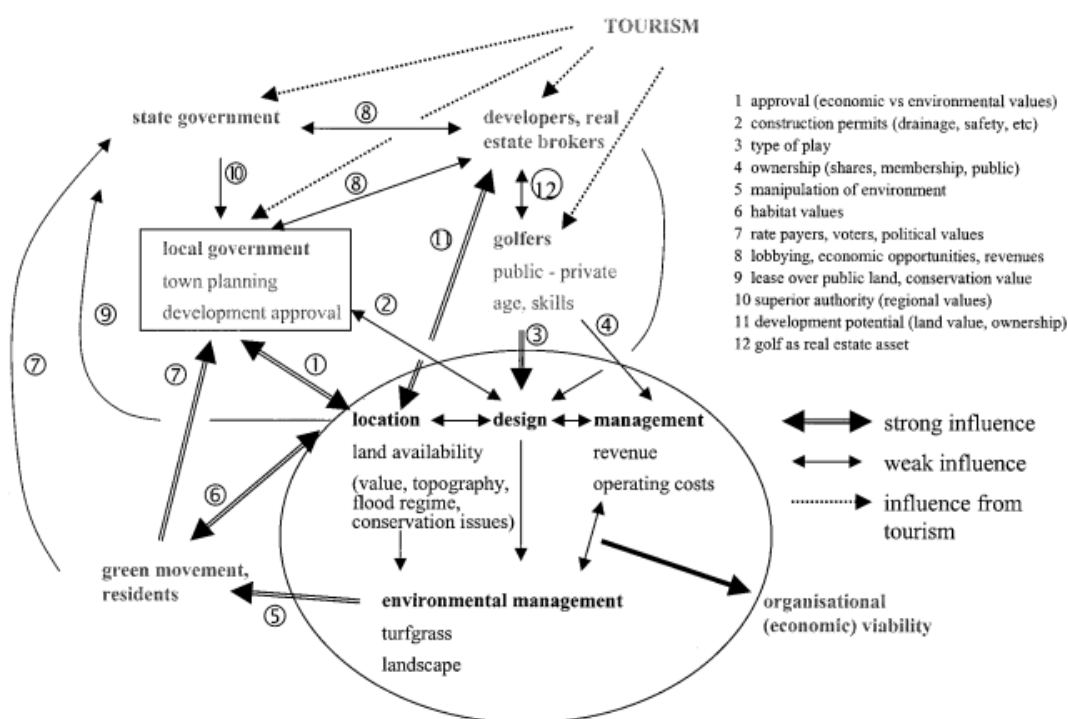 TOURISM
state government
⑧
developers, real
estate brokers
⑩
⑧
⑫
⑪
golfers
public - private
age, skills
local government
town planning
development approval
⑨
②
③
④
⑦
⑦
①
location
design
management
land availability
(value, topography,
flood regime,
conservation issues)
revenue
operating costs
⑥
green movement,
residents
⑤
environmental management
turfgrass
landscape
organisational
(economic) viability
1 approval (economic vs environmental values)
2 construction permits (drainage, safety, etc)
3 type of play
4 ownership (shares, membership, public)
5 manipulation of environment
6 habitat values
7 rate payers, voters, political values
8 lobbying, economic opportunities, revenues
9 lease over public land, conservation value
10 superior authority (regional values)
11 development potential (land value, ownership)
12 golf as real estate asset
strong influence
weak influence
influence from
tourism